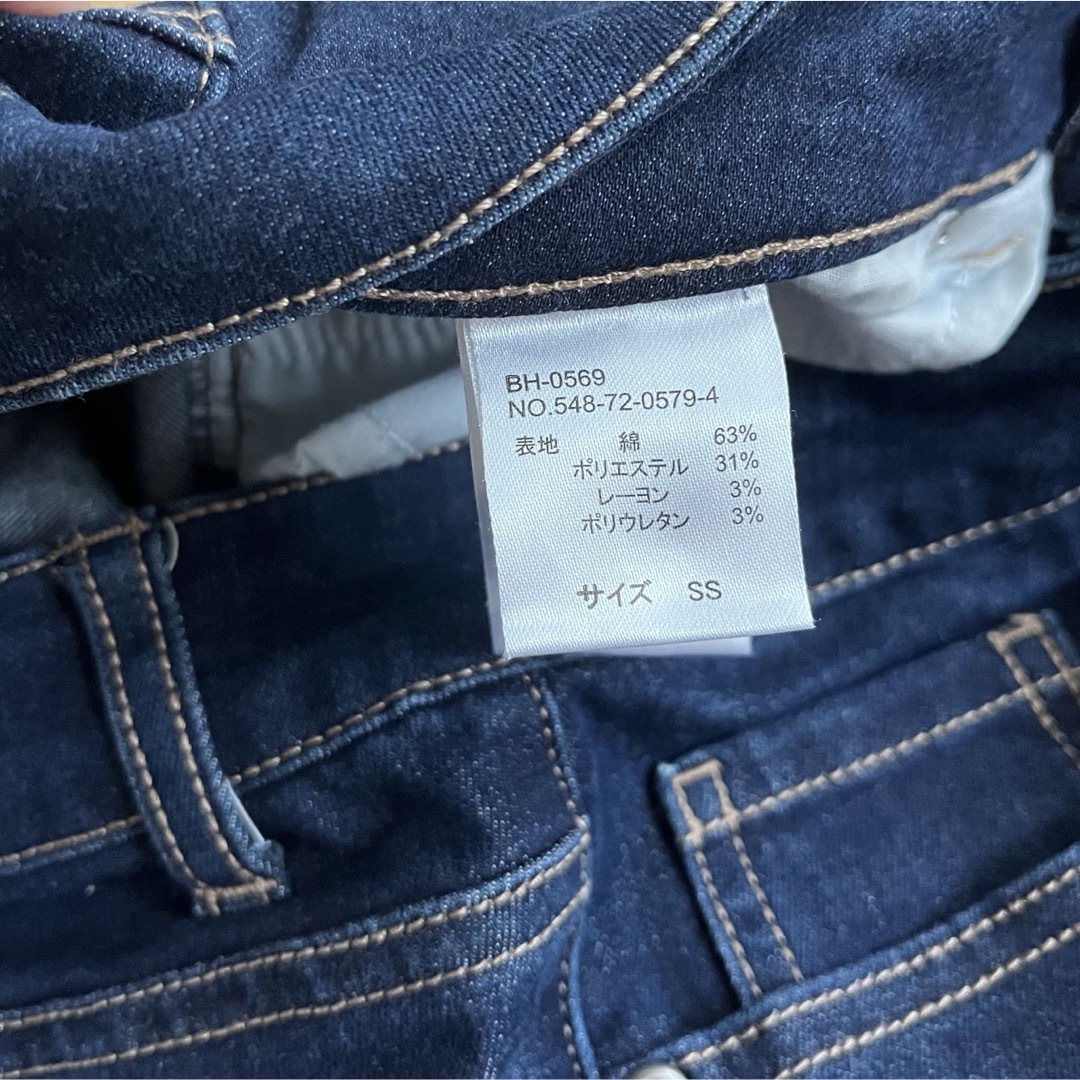 BH-0569
NO.548-72-0579-4
表地 綿 63%
ポリエステル 31%
レーヨン 3%
ポリウレタン 3%
サイズ SS